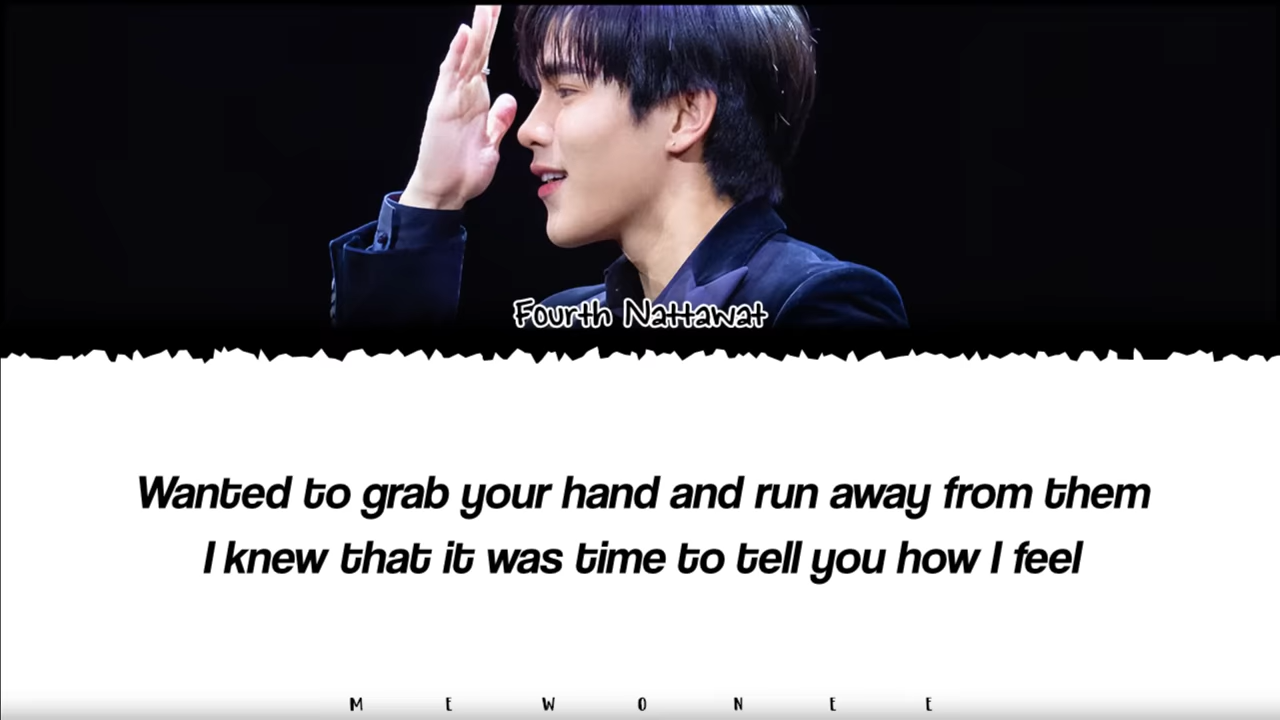 Fourth Nattawat
Wanted to grab your hand and run away from them
I knew that it was time to tell you how I feel
MEWONEE